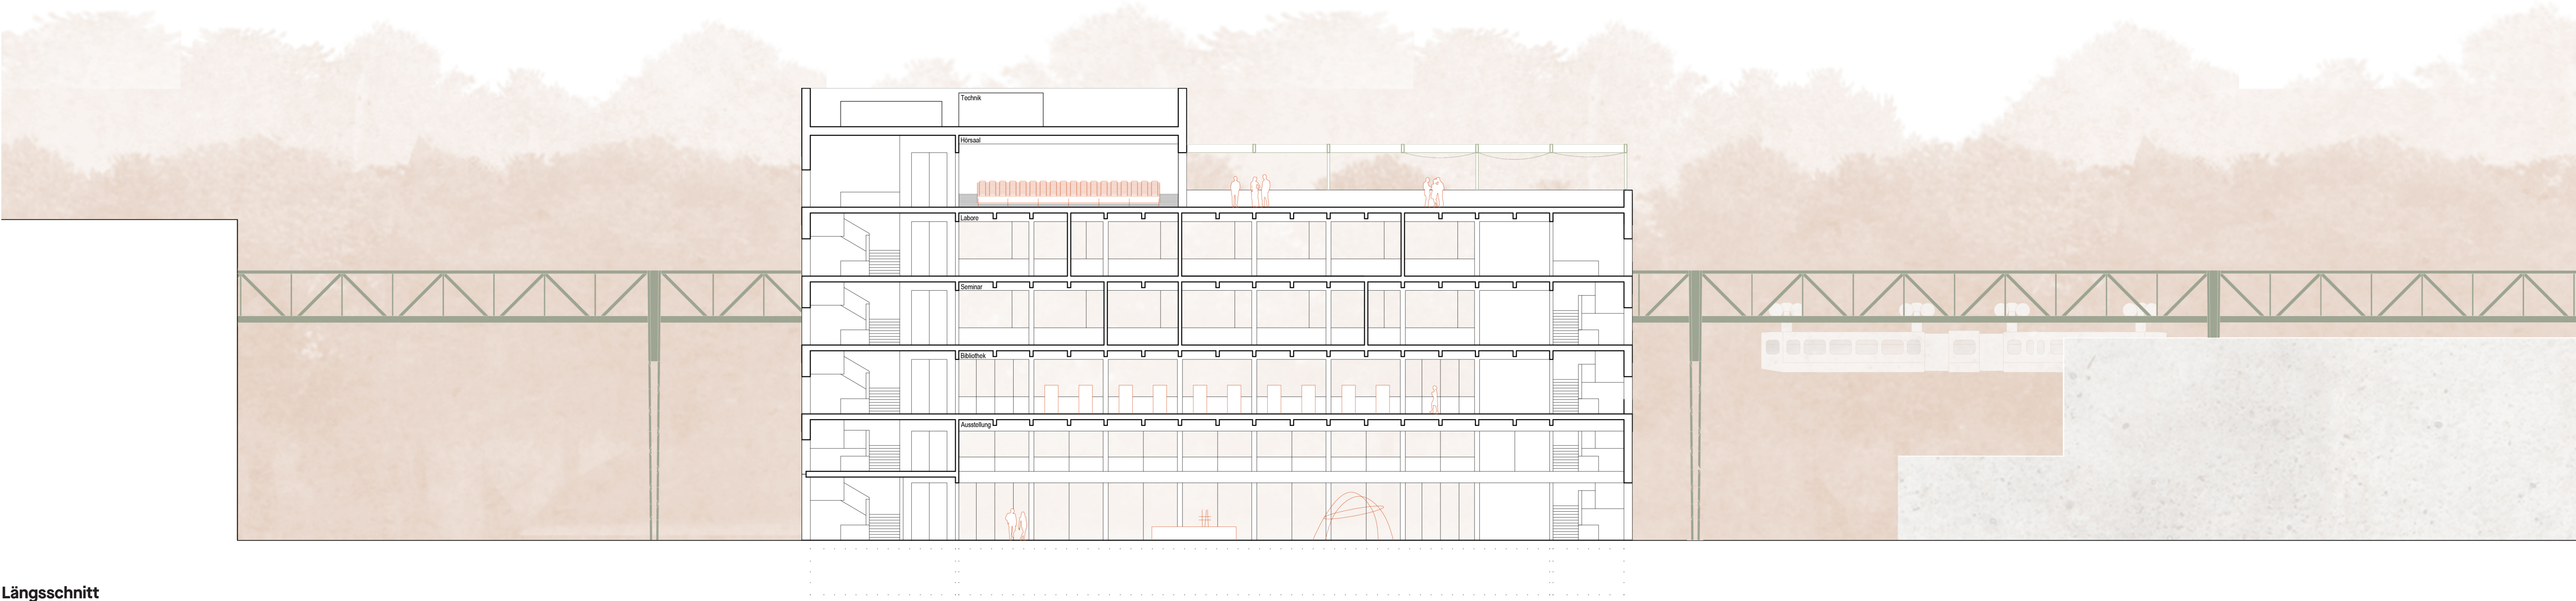 Technik
Hörsaal
Labore
Seminar
Bibliothek
Ausstellung
Längsschnitt